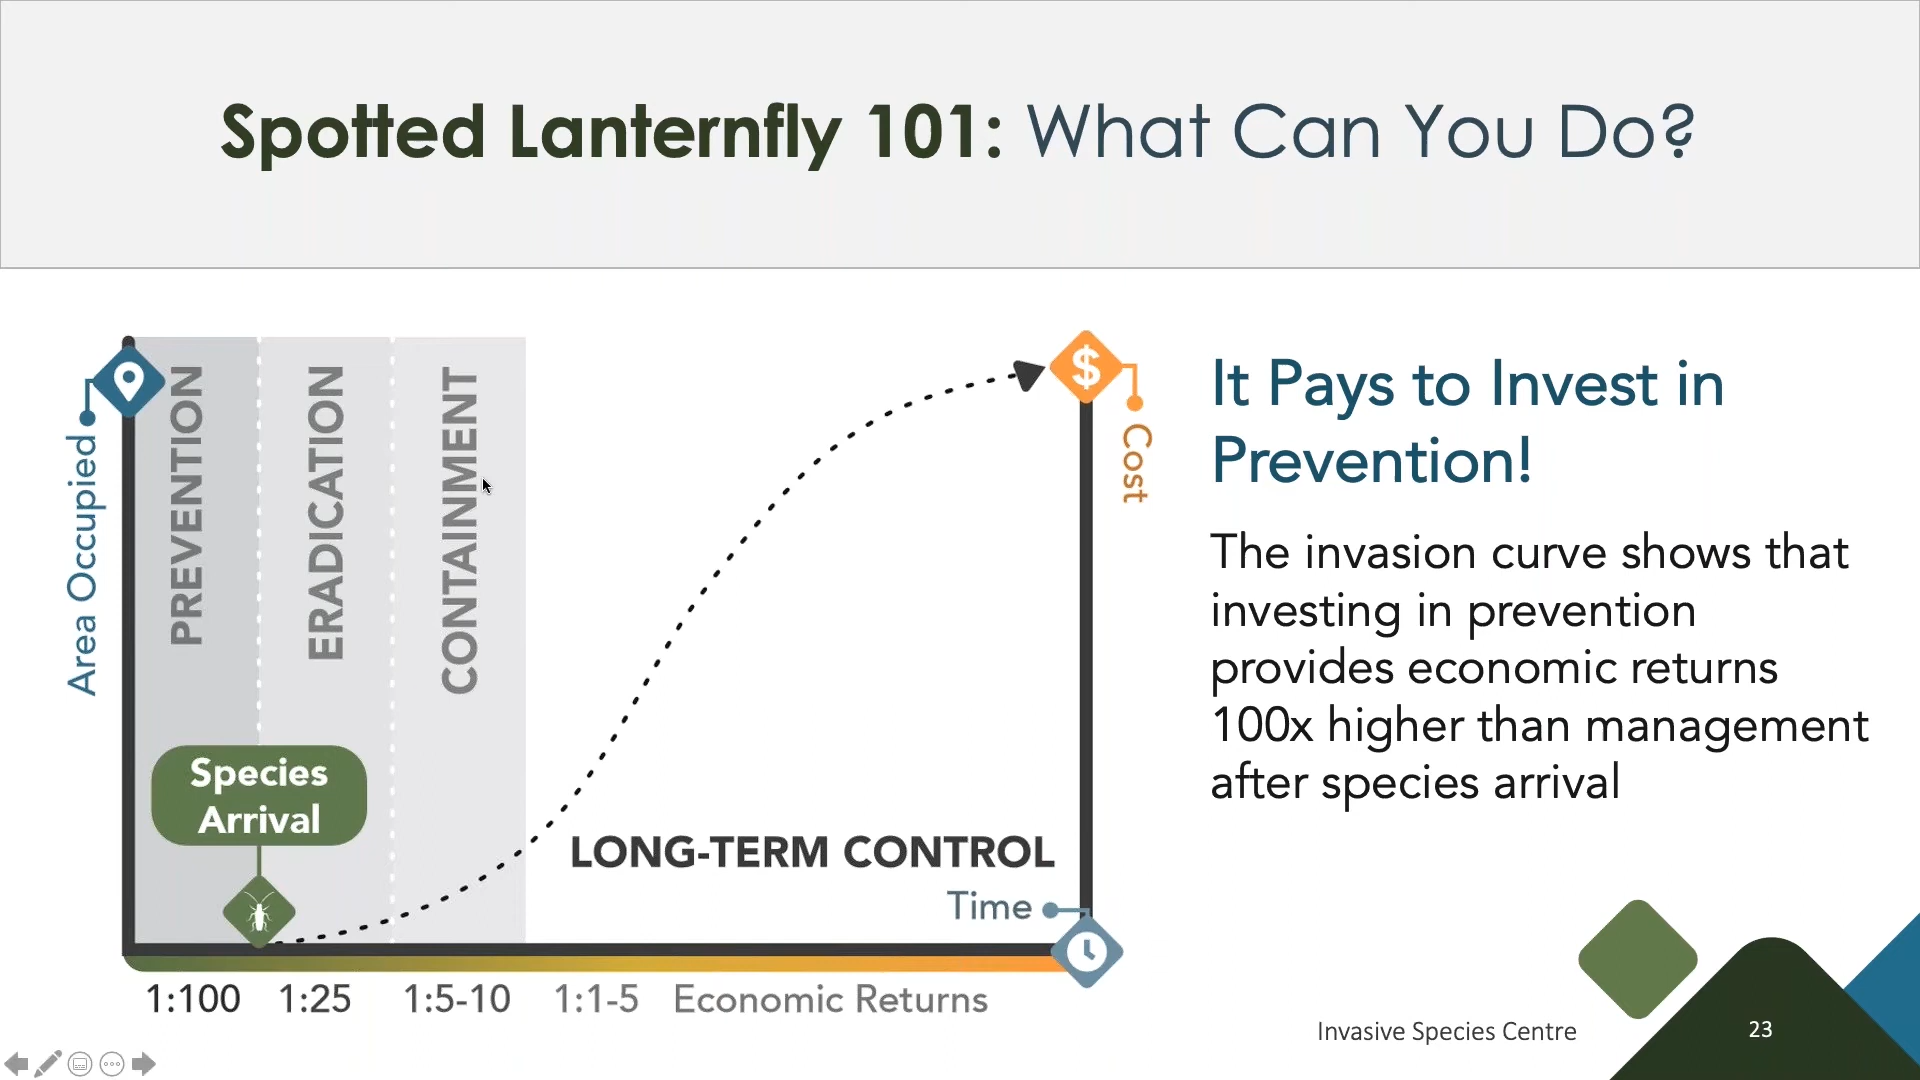 Spotted Lanternfly 101: What Can You Do?
Area Occupied
PREVENTION
ERADICATION
CONTAINMENT
Species
Arrival
LONG-TERM CONTROL
Time
$
Cost
1:100 1:25 1:5-10 1:1-5 Economic Returns
It Pays to Invest in
Prevention!
The invasion curve shows that
investing in prevention
provides economic returns
100x higher than management
after species arrival
Invasive Species Centre
23